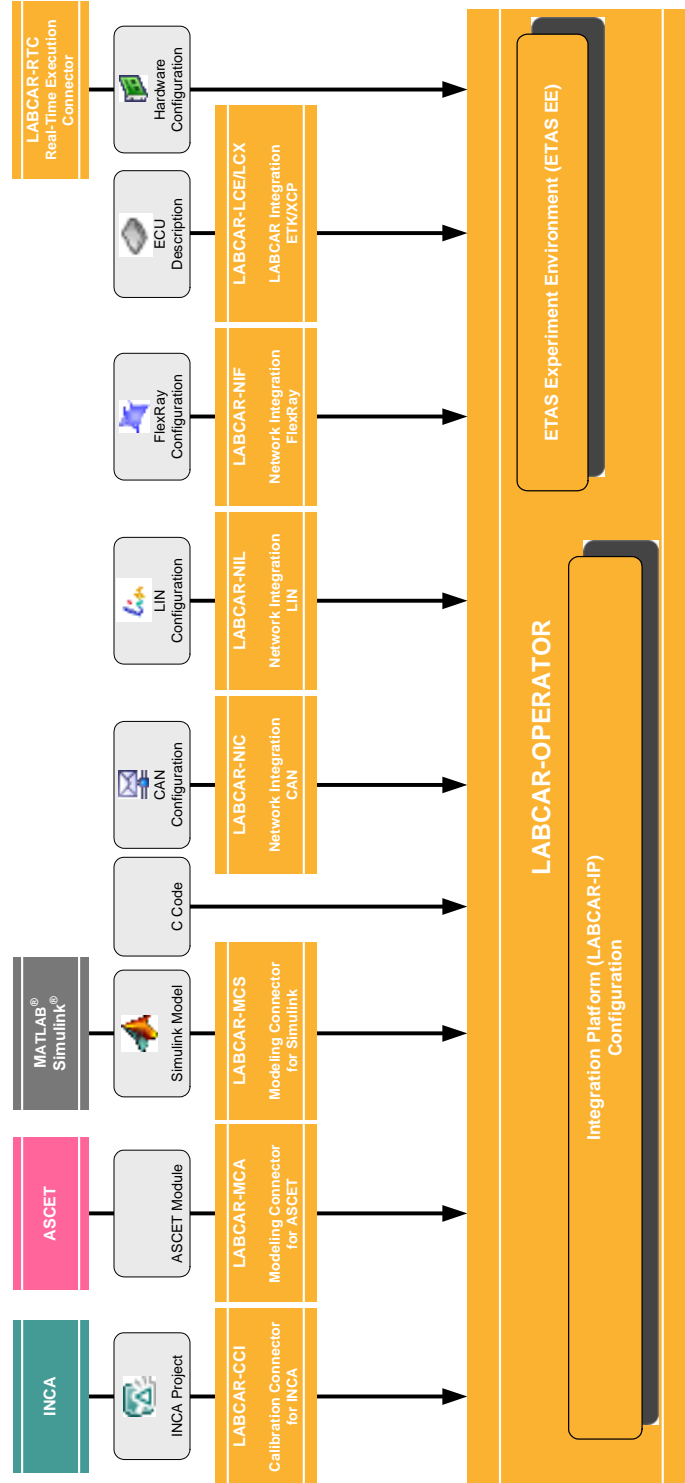 INCA
ASCET
MATLAB®
Simulink®
LABCAR-RTC
Real-Time Execution
Connector
INCA Project
ASCET Module
Simulink Model
C Code
CAN
Configuration
LIN
Configuration
FlexRay
Configuration
ECU
Description
Hardware
Configuration
LABCAR-CCI
Calibration Connector
for INCA
LABCAR-MCA
Modeling Connector
for ASCET
LABCAR-MCS
Modeling Connector
for Simulink
LABCAR-NIC
Network Integration
CAN
LABCAR-NIL
Network Integration
LIN
LABCAR-NIF
Network Integration
FlexRay
LABCAR-LCE/LCX
LABCAR Integration
ETK/XCP
LABCAR-OPERATOR
Integration Platform (LABCAR-IP)
Configuration
ETAS Experiment Environment (ETAS EE)